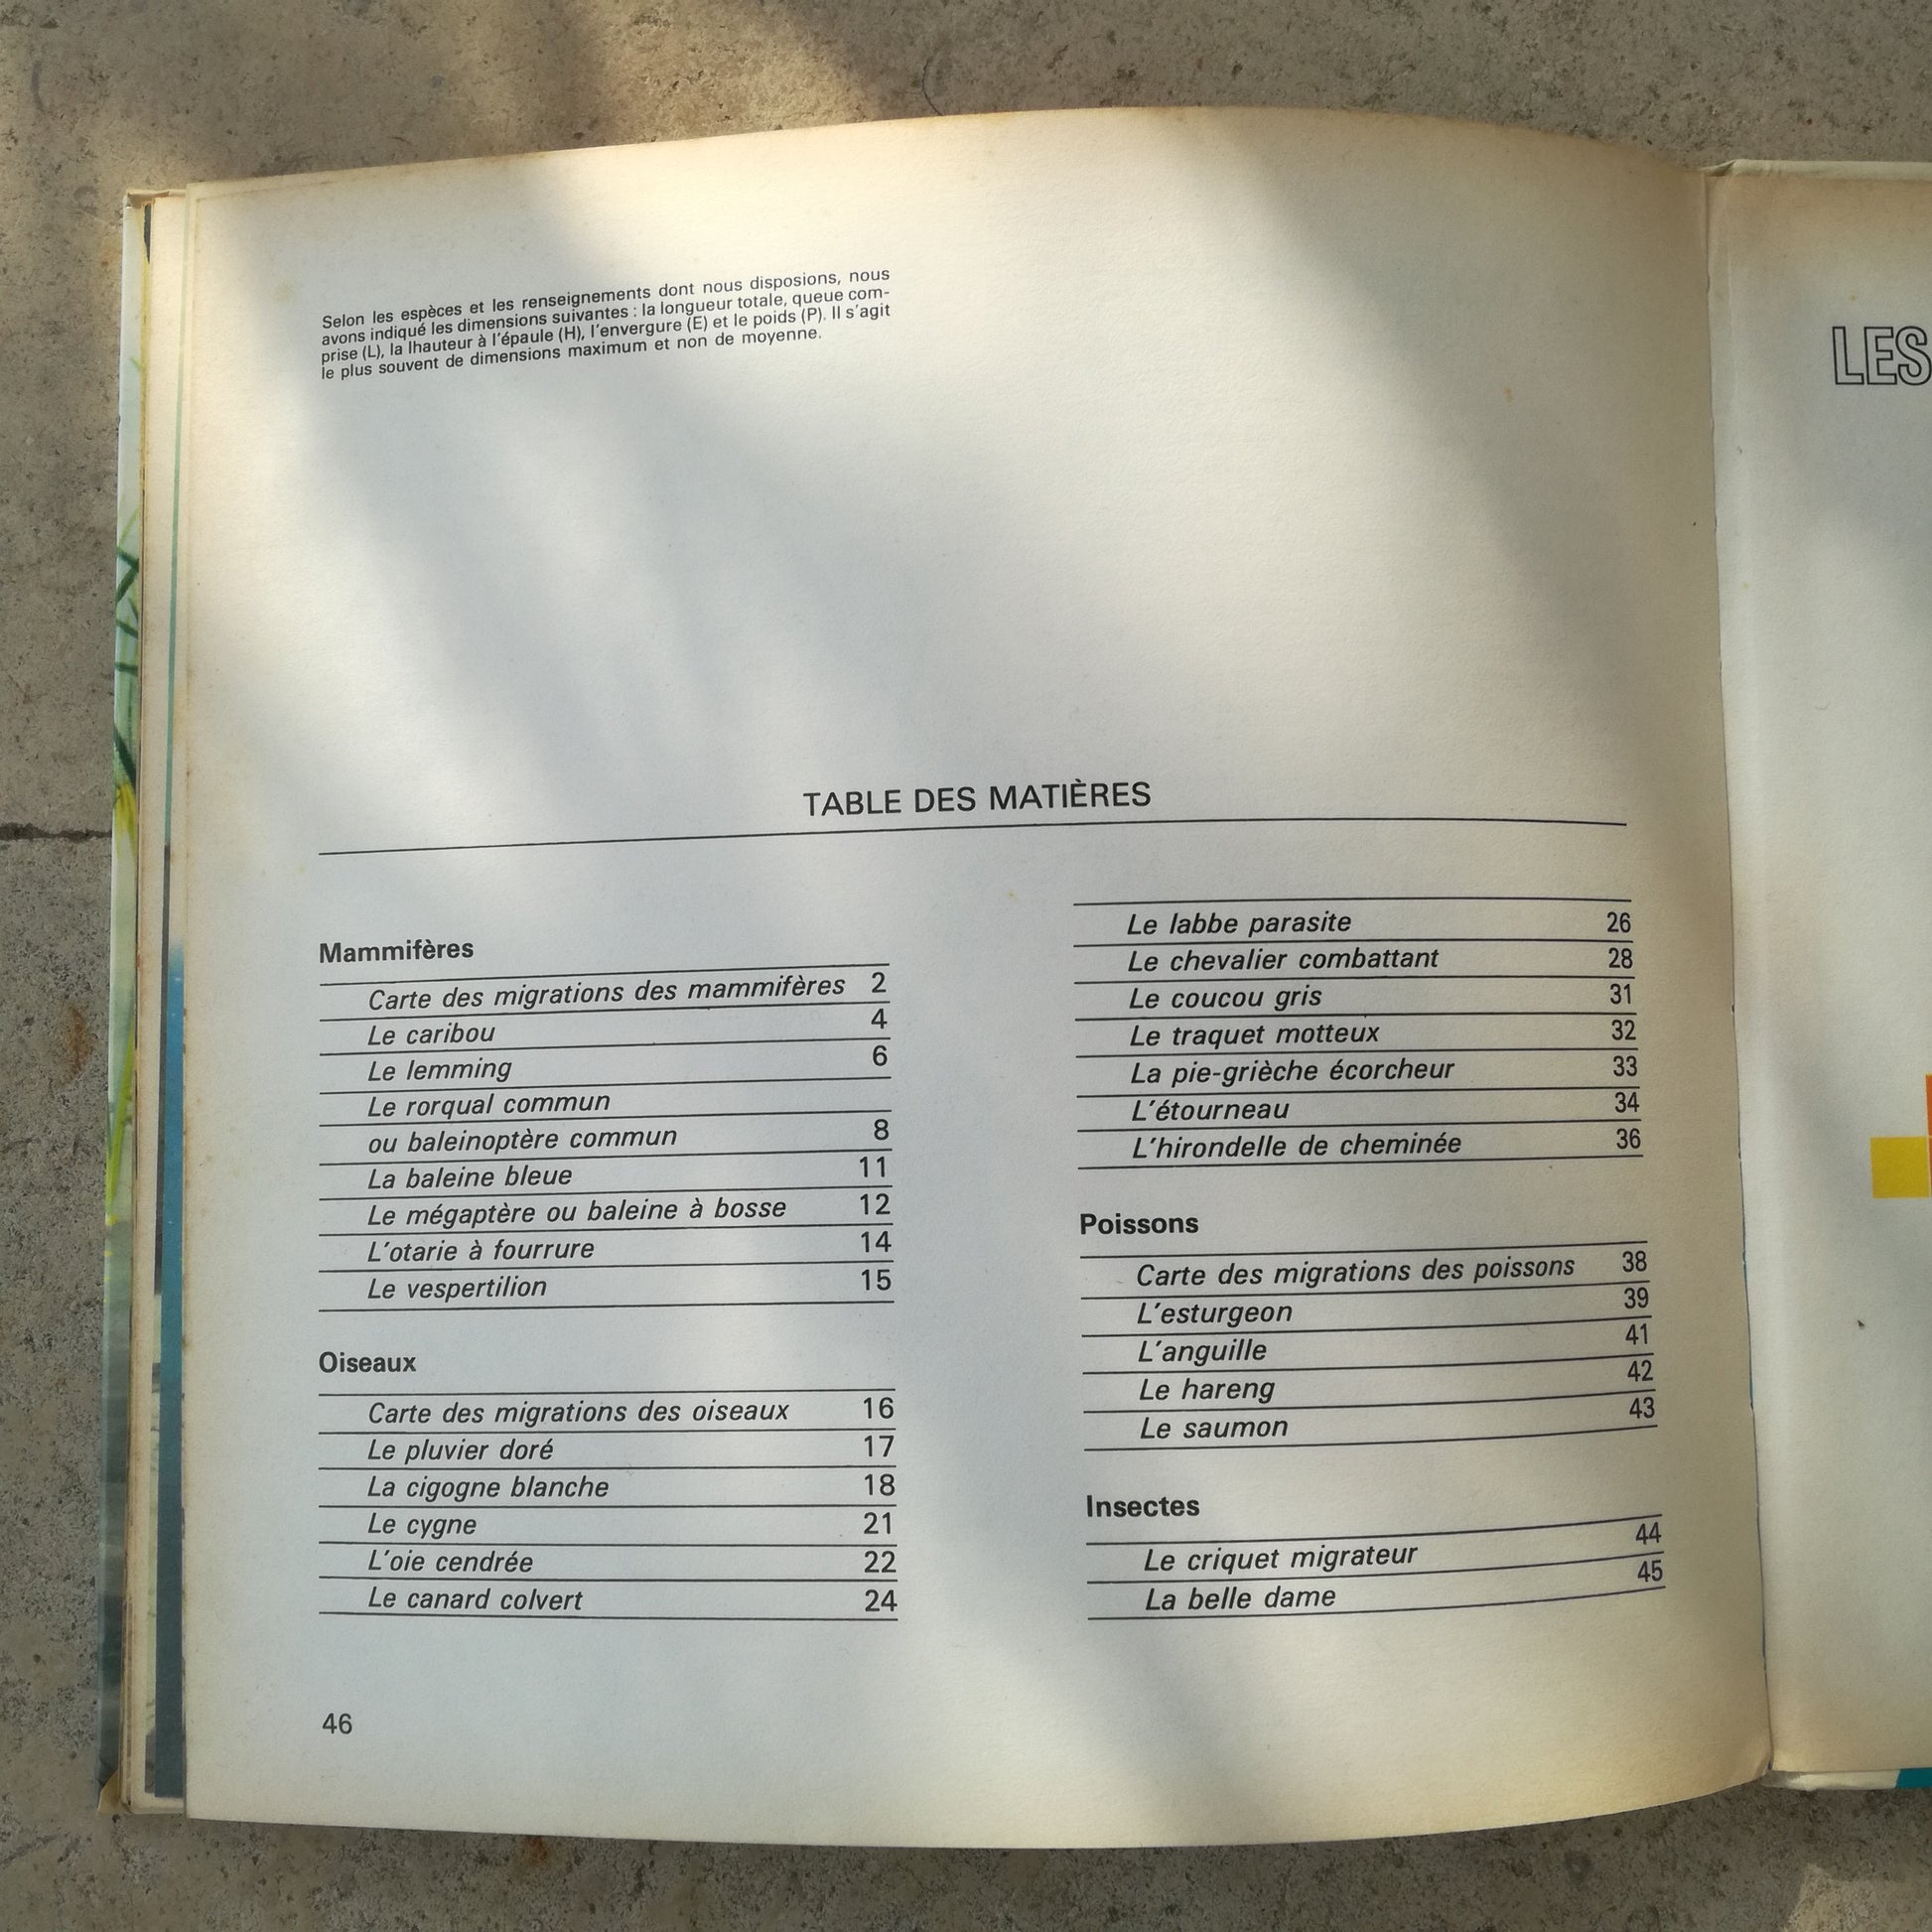 Selon les espèces et les renseignements dont nous disposions, nous
avons indiqué les dimensions suivantes : la longueur totale, queue com-
prise (L), la lhauteur à l'épaule (H), l'envergure (E) et le poids (P). Il s'agit
le plus souvent de dimensions maximum et non de moyenne.
TABLE DES MATIÈRES
Mammifères
Carte des migrations des mammifères 2
Le caribou 4
Le lemming 6
Le rorqual commun
ou baleinoptère commun 8
La baleine bleue 11
Le mégaptère ou baleine à bosse 12
L'otarie à fourrure 14
Le vespertilion 15
Oiseaux
Carte des migrations des oiseaux 16
Le pluvier doré 17
La cigogne blanche 18
Le cygne 21
L'oie cendrée 22
Le canard colvert 24
Le labbe parasite 26
Le chevalier combattant 28
Le coucou gris 31
Le traquet motteux 32
La pie-grièche écorcheur 33
L'étourneau 34
L'hirondelle de cheminée 36
Poissons
Carte des migrations des poissons 38
L'esturgeon 39
L'anguille 41
Le hareng 42
Le saumon 43
Insectes
Le criquet migrateur 44
La belle dame 45
46
LES